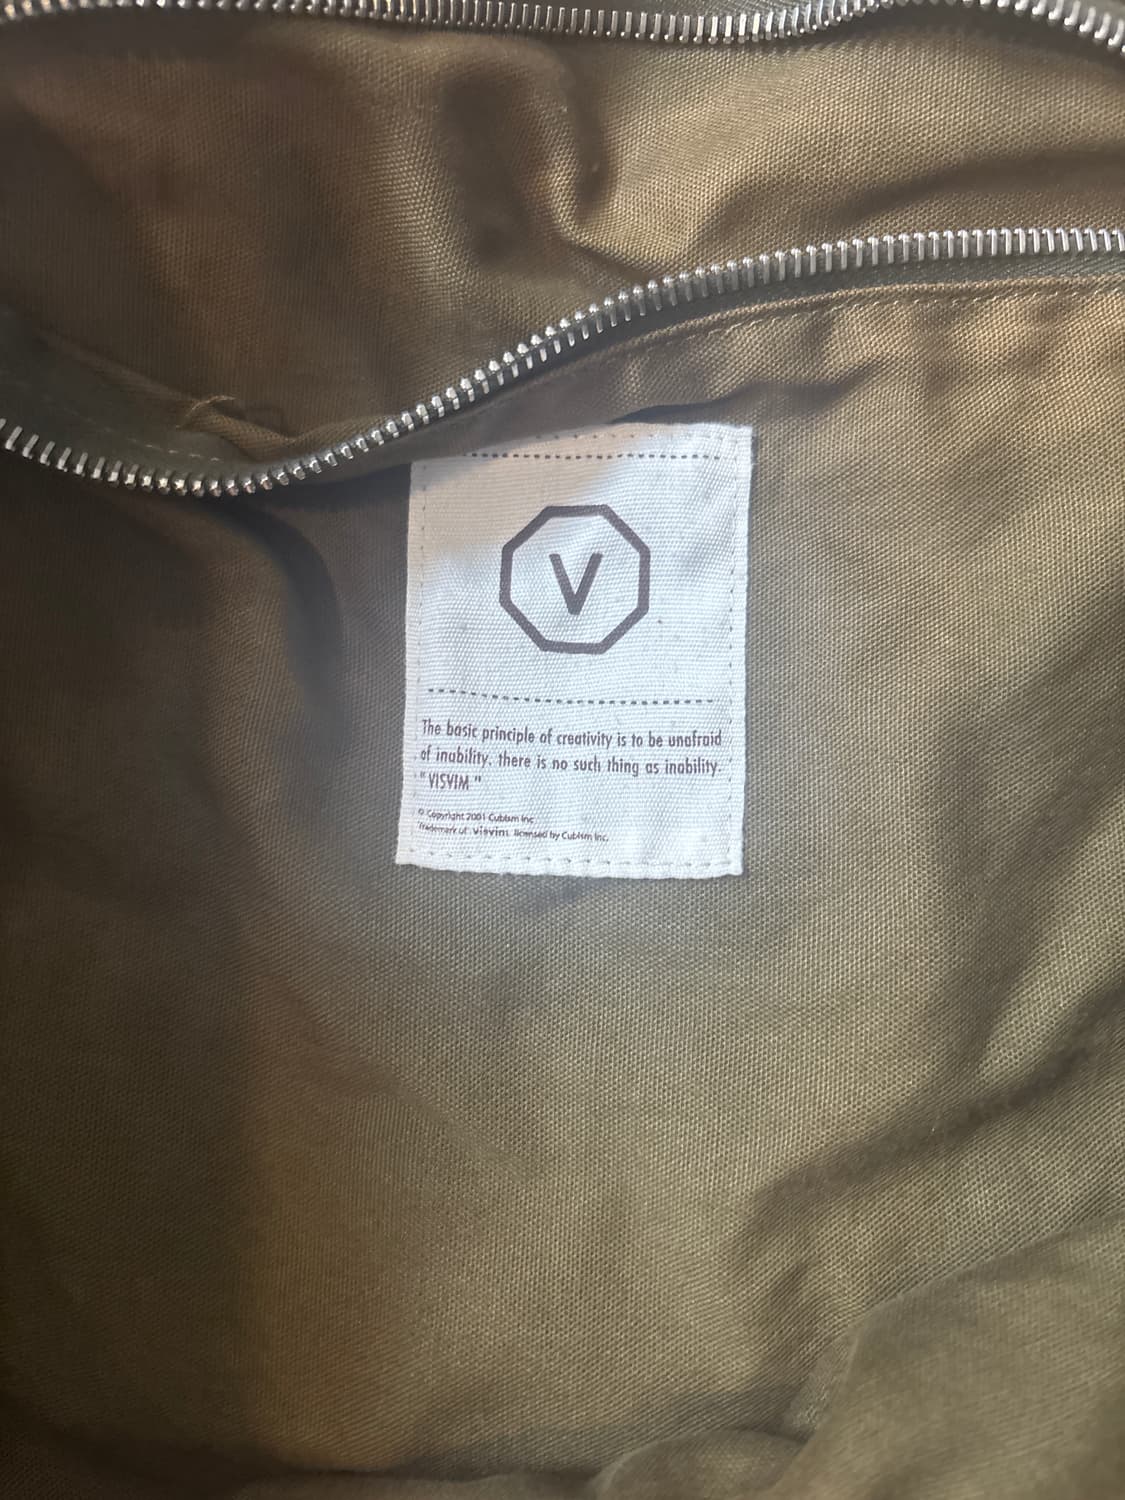 V
The basic principle of creativity is to be unafraid
of inability. there is no such thing as inability.
" VISVIM "
© Copyright 2001 Cubism Inc
Trademark of visvim. licensed by Cubism Inc.